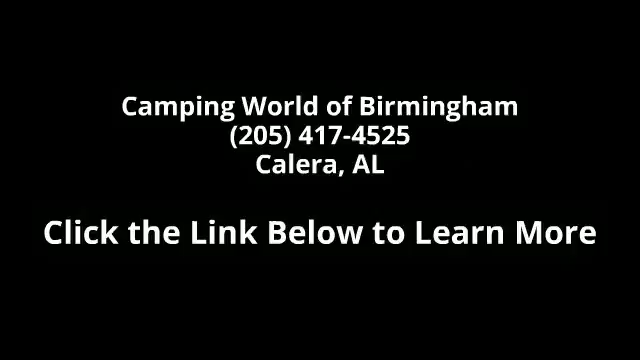 Camping World of Birmingham
(205) 417-4525
Calera, AL
Click the Link Below to Learn More